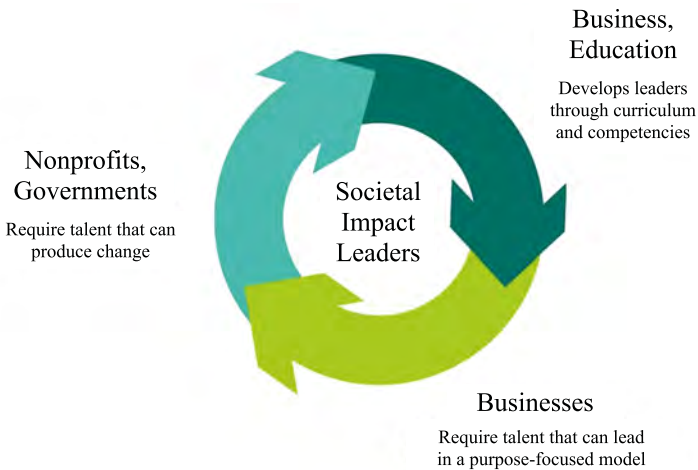 Business,
Education
Develops leaders
through curriculum
and competencies
Nonprofits,
Governments
Require talent that can
produce change
Societal
Impact
Leaders
Businesses
Require talent that can lead
in a purpose-focused model